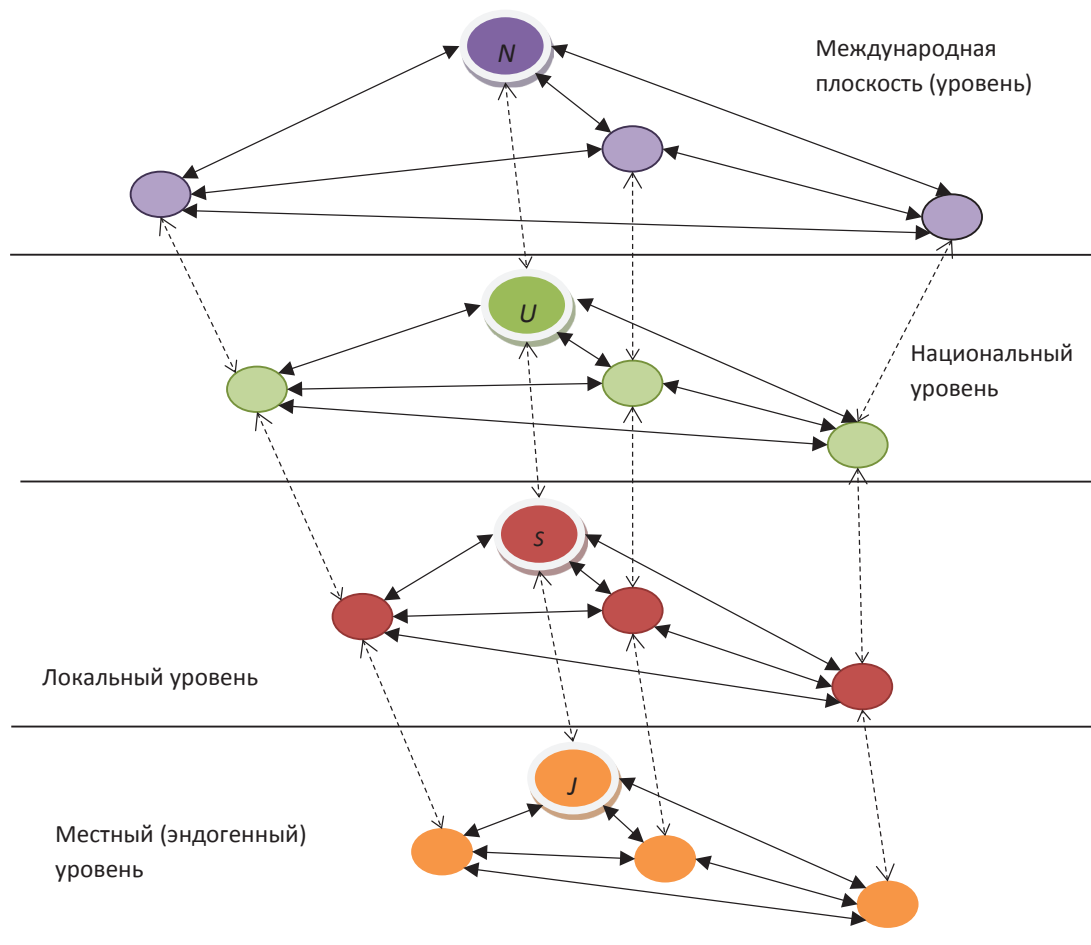 N
Международная
плоскость (уровень)
U
Национальный
уровень
S
Локальный уровень
J
Местный (эндогенный)
уровень